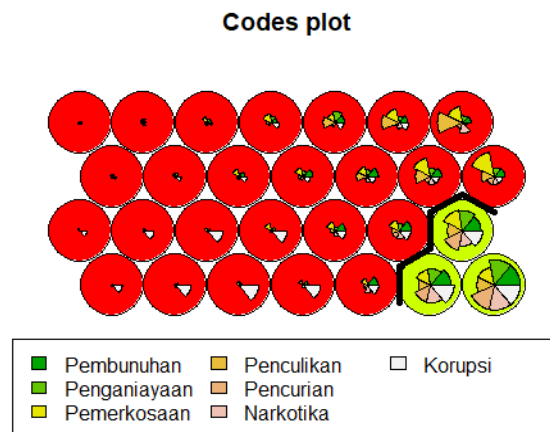 Codes plot
Pembunuhan Penculikan Korupsi
Penganiayaan Pencurian
Pemerkosaan Narkotika